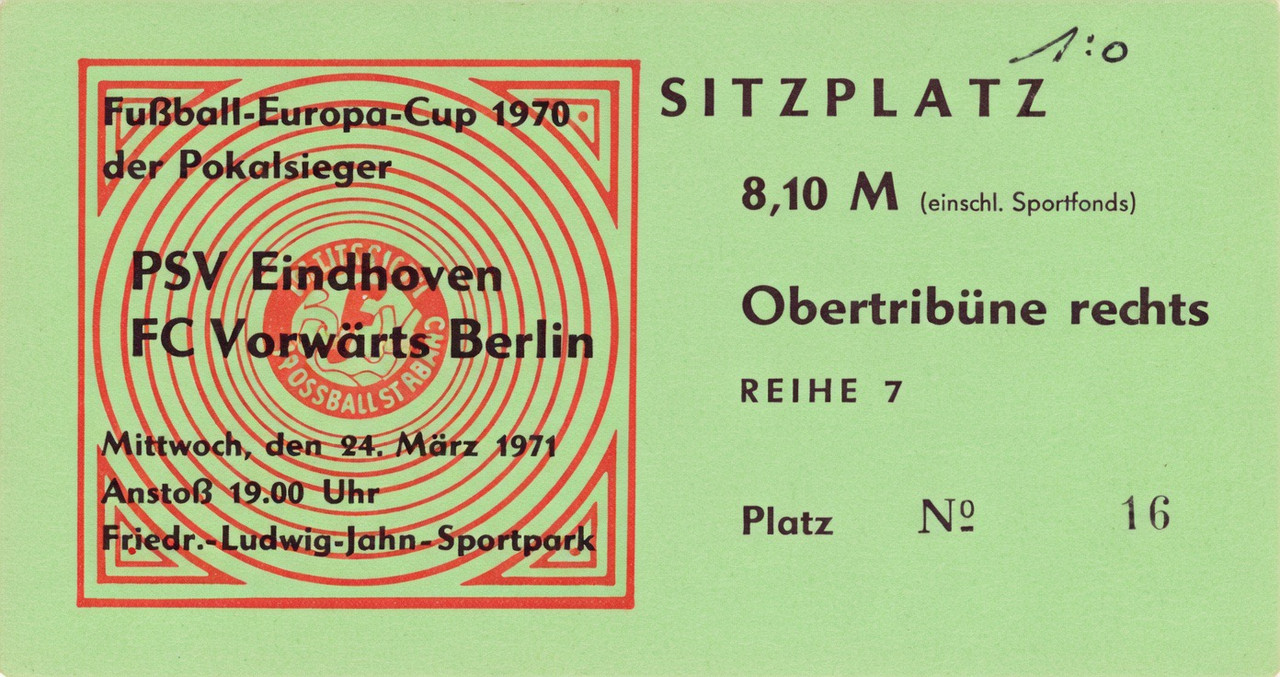 Fußball-Europa-Cup 1970
der Pokalsieger
PSV Eindhoven
FC Vorwärts Berlin
Mittwoch, den 24. März 1971
Anstoß 19.00 Uhr
Friedr.-Ludwig-Jahn-Sportpark
1:0
SITZPLATZ
8,10 M (einschl. Sportfonds)
Obertribüne rechts
REIHE 7
Platz Nº 16